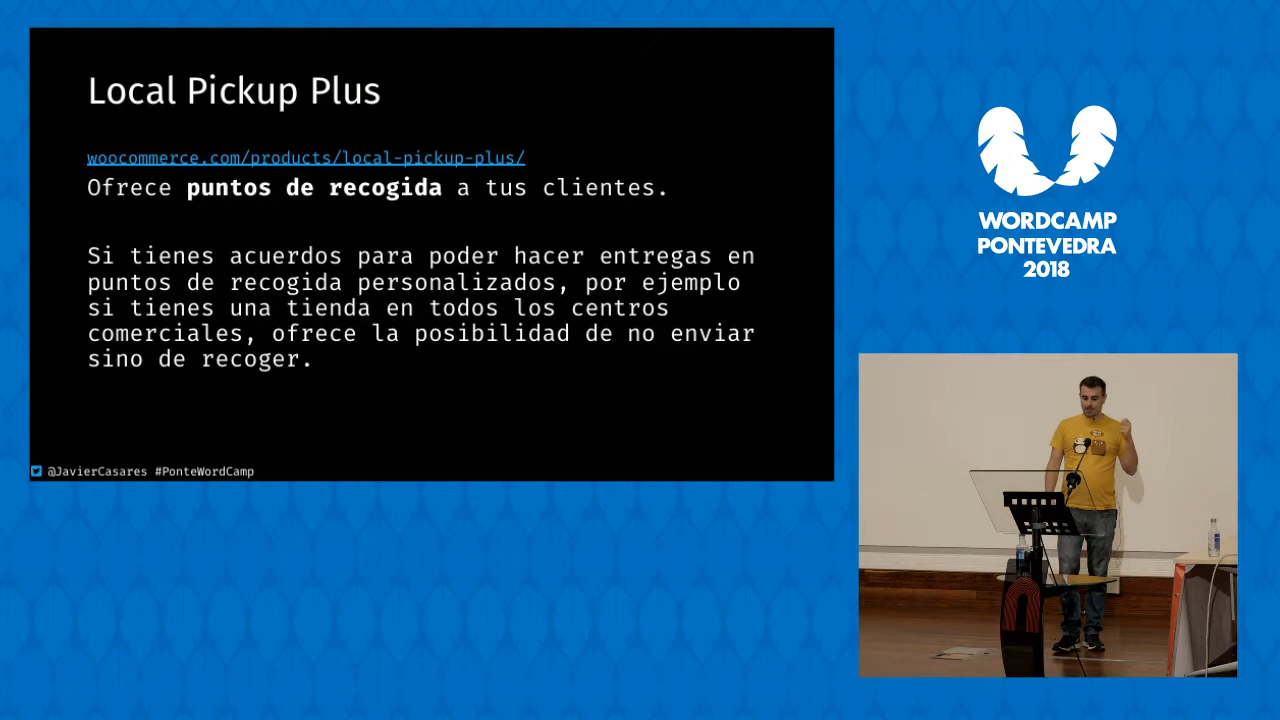 Local Pickup Plus
woocommerce.com/products/local-pickup-plus/
Ofrece puntos de recogida a tus clientes.
Si tienes acuerdos para poder hacer entregas en
puntos de recogida personalizados, por ejemplo
si tienes una tienda en todos los centros
comerciales, ofrece la posibilidad de no enviar
sino de recoger.
@JavierCasares #PonteWordCamp
WORDCAMP
PONTEVEDRA
2018